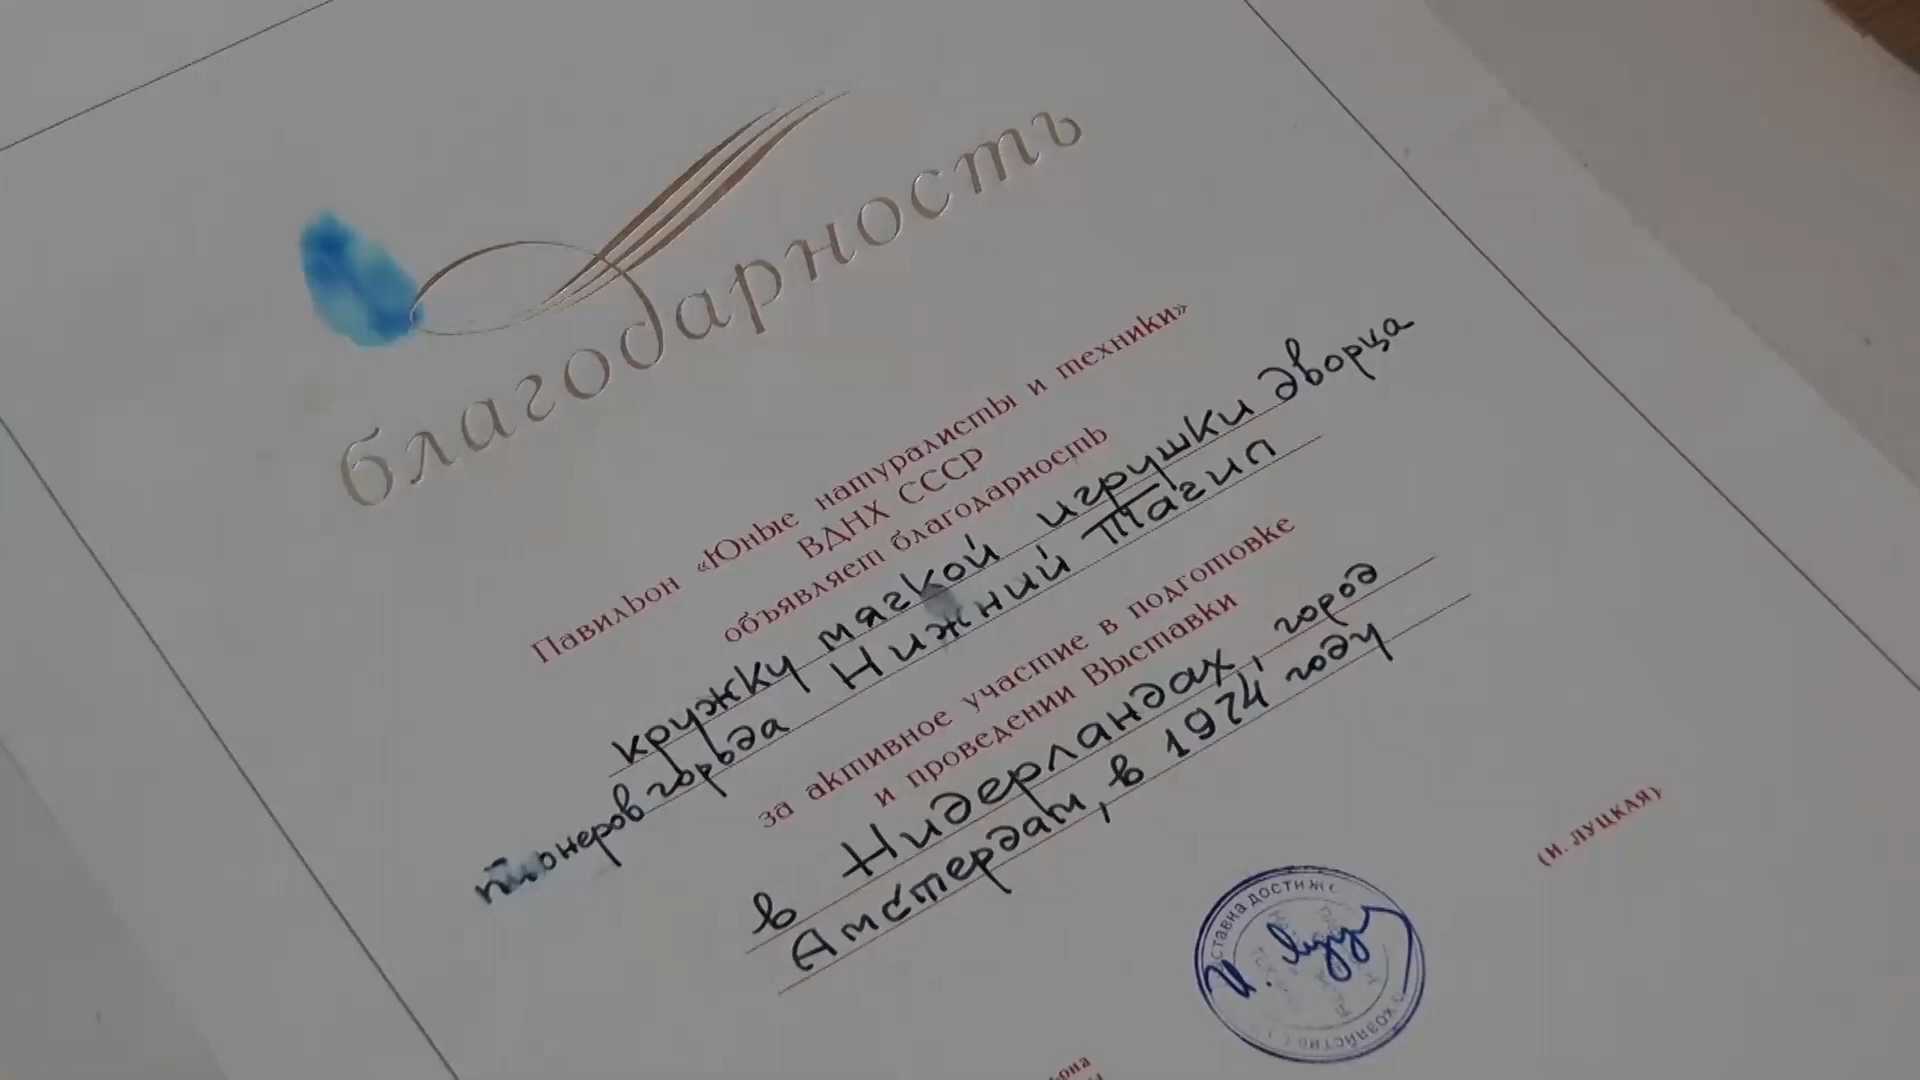 благодарность
Павильон «Юные натуралисты и техники»
ВДНХ СССР
объявляет благодарность
кружку мягкой игрушки дворца
пионеров города Нижний Тагил
за активное участие в подготовке
и проведении Выставки
в Нидерландах, город
Амстердам, в 1974 году
(И. ЛУЦКАЯ)